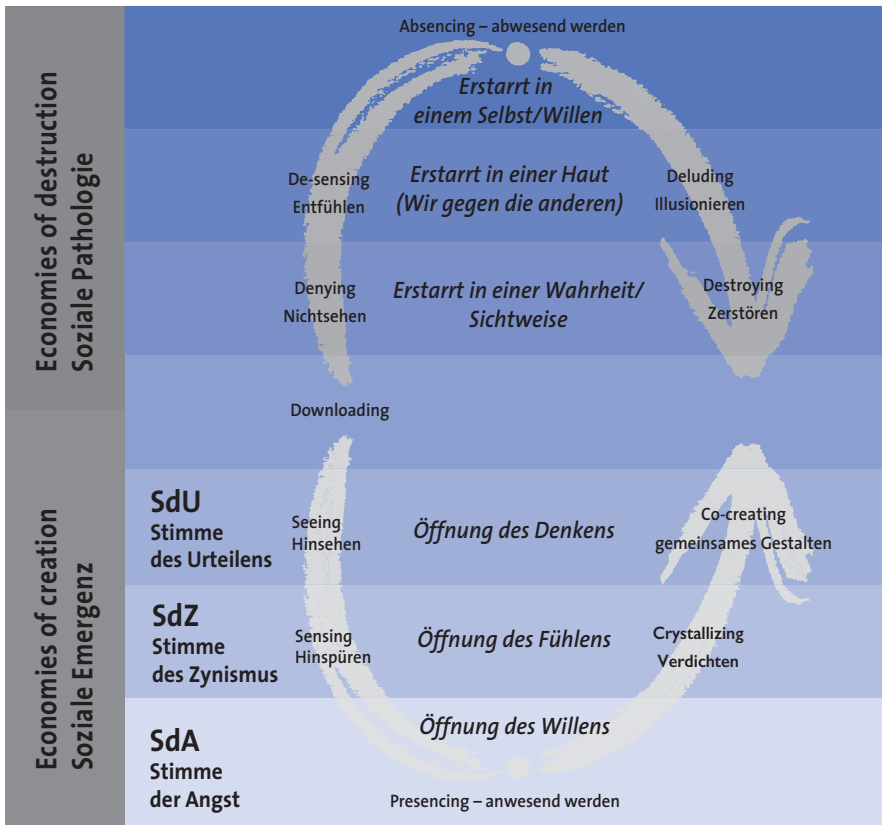 Economies of destruction
Soziale Pathologie
Absencing – abwesend werden
Erstarrt in
einem Selbst/Willen
De-sensing
Entfühlen
Erstarrt in einer Haut
(Wir gegen die anderen)
Deluding
Illusionieren
Denying
Nichtsehen
Erstarrt in einer Wahrheit/
Sichtweise
Destroying
Zerstören
Downloading
Economies of creation
Soziale Emergenz
SdU
Stimme
des Urteilens
Seeing
Hinsehen
Öffnung des Denkens
Co-creating
gemeinsames Gestalten
SdZ
Stimme
des Zynismus
Sensing
Hinspüren
Öffnung des Fühlens
Crystallizing
Verdichten
SdA
Stimme
der Angst
Öffnung des Willens
Presencing – anwesend werden